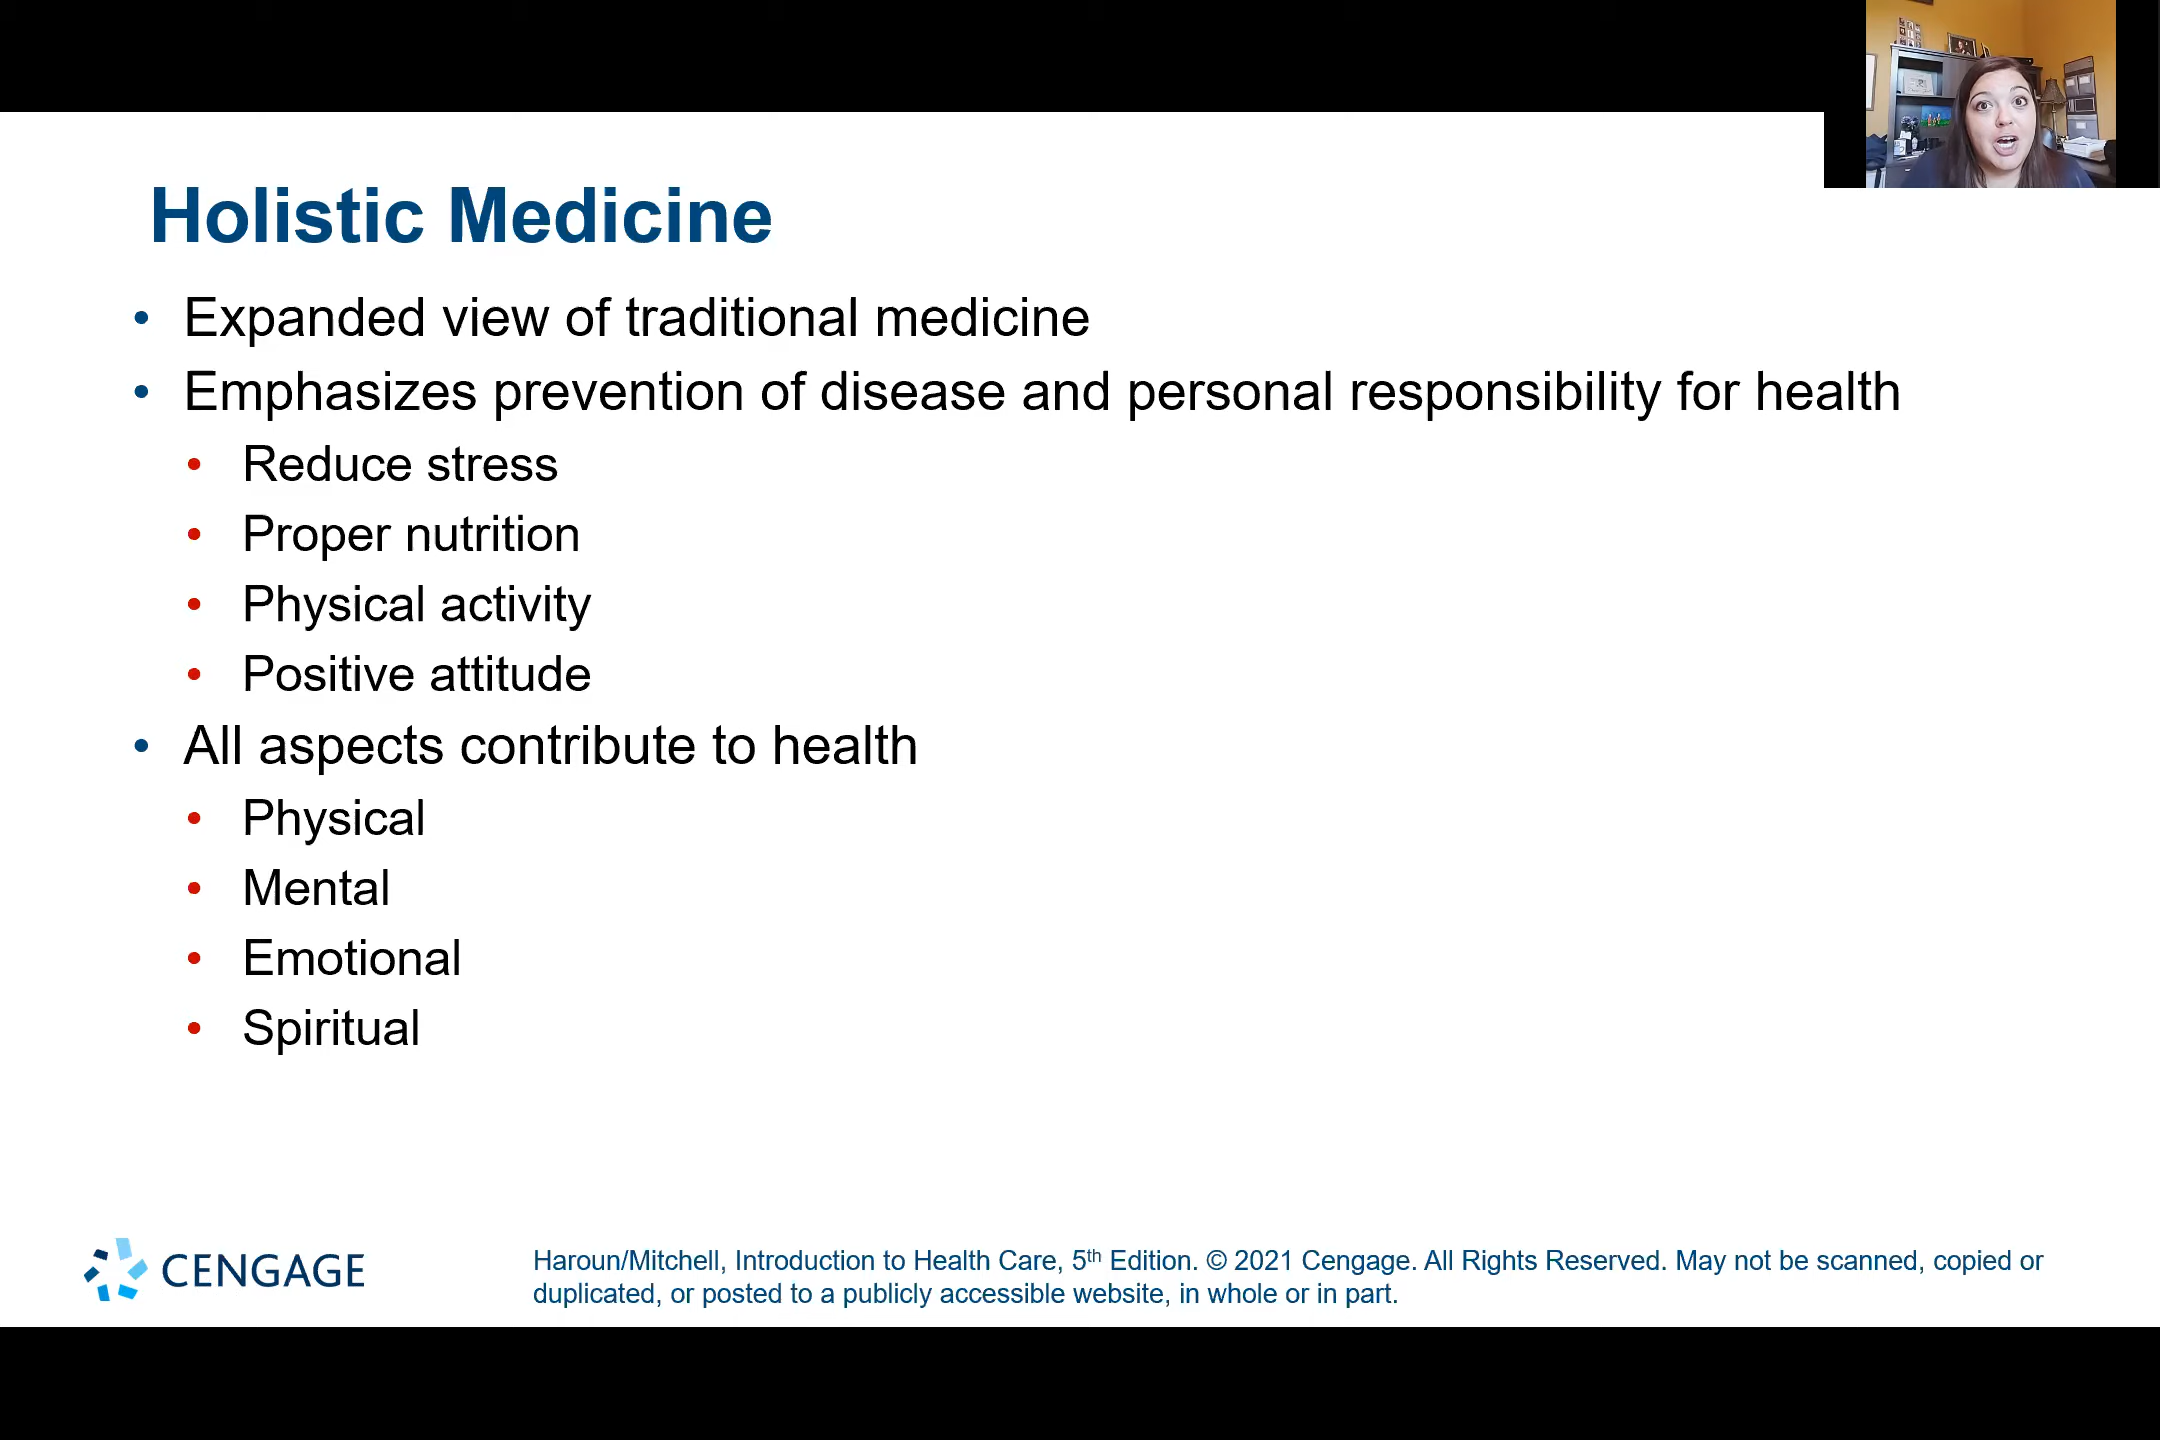 Holistic Medicine
• Expanded view of traditional medicine
• Emphasizes prevention of disease and personal responsibility for health
• Reduce stress
• Proper nutrition
• Physical activity
• Positive attitude
• All aspects contribute to health
• Physical
• Mental
• Emotional
• Spiritual
CENGAGE
Haroun/Mitchell, Introduction to Health Care, 5th Edition. © 2021 Cengage. All Rights Reserved. May not be scanned, copied or
duplicated, or posted to a publicly accessible website, in whole or in part.